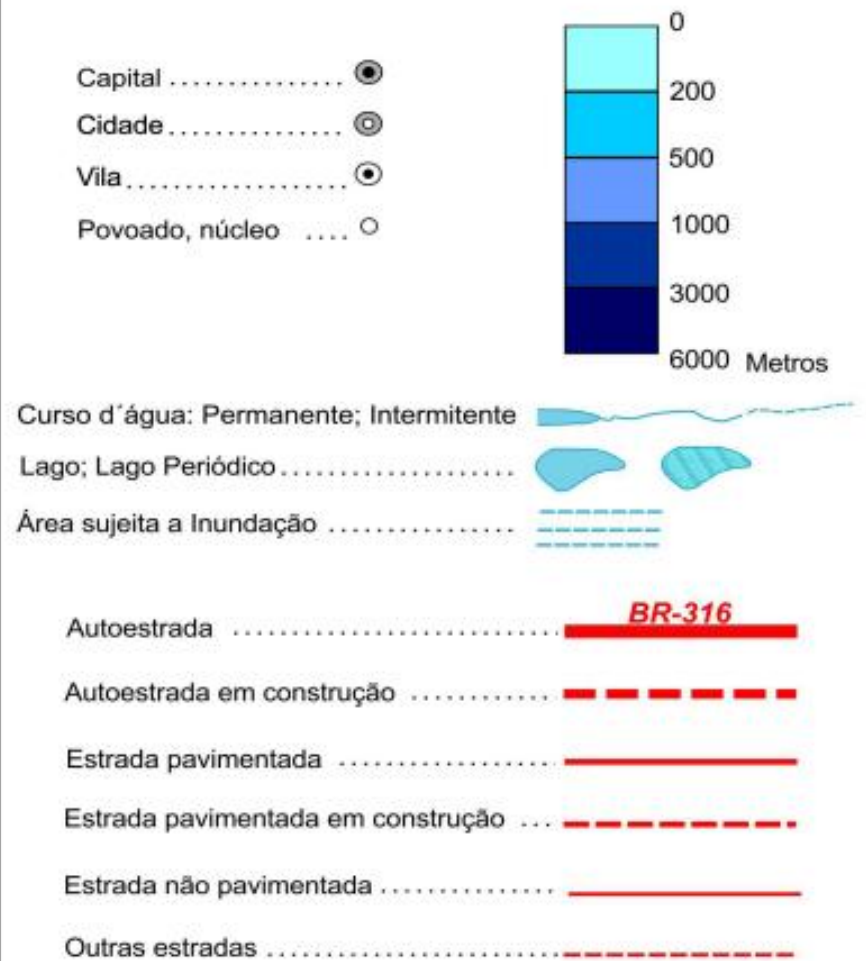 Capital ...............
Cidade ...............
Vila ...................
Povoado, núcleo ....
0
200
500
1000
3000
6000 Metros
Curso d´água: Permanente; Intermitente
Lago; Lago Periódico .....................
Área sujeita a Inundação ................
BR-316
Autoestrada .............................
Autoestrada em construção ............
Estrada pavimentada ...................
Estrada pavimentada em construção ...
Estrada não pavimentada ...............
Outras estradas ..........................